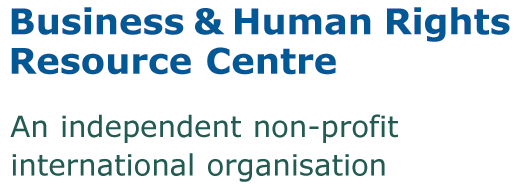 Business & Human Rights
Resource Centre
An independent non-profit
international organisation